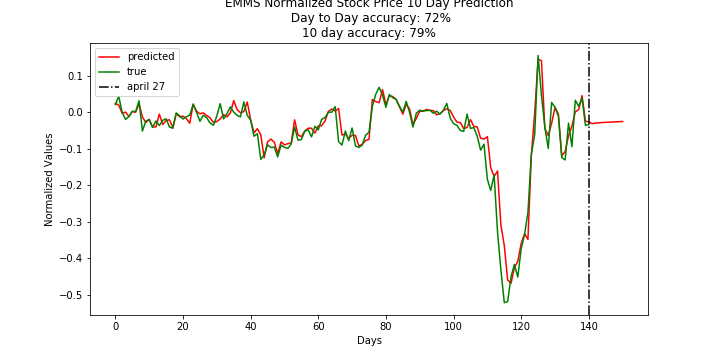 EMMS Normalized Stock Price 10 Day Prediction
Day to Day accuracy: 72%
10 day accuracy: 79%
predicted
true
april 27
Normalized Values
0.1
0.0
−0.1
−0.2
−0.3
−0.4
−0.5
0 20 40 60 80 100 120 140
Days